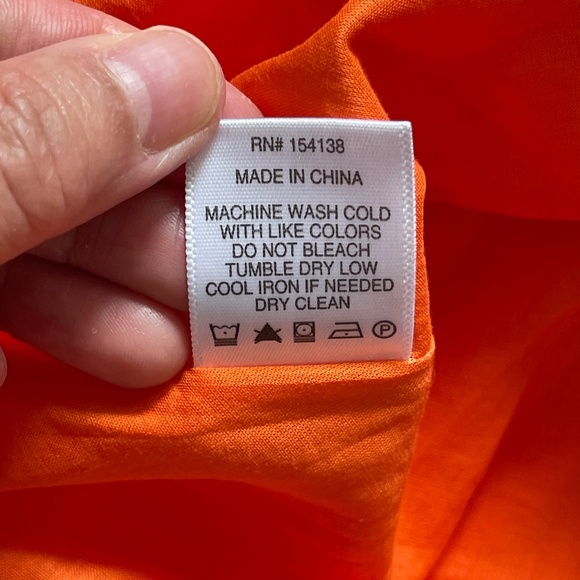 RN# 154138
MADE IN CHINA
MACHINE WASH COLD
WITH LIKE COLORS
DO NOT BLEACH
TUMBLE DRY LOW
COOL IRON IF NEEDED
DRY CLEAN
P